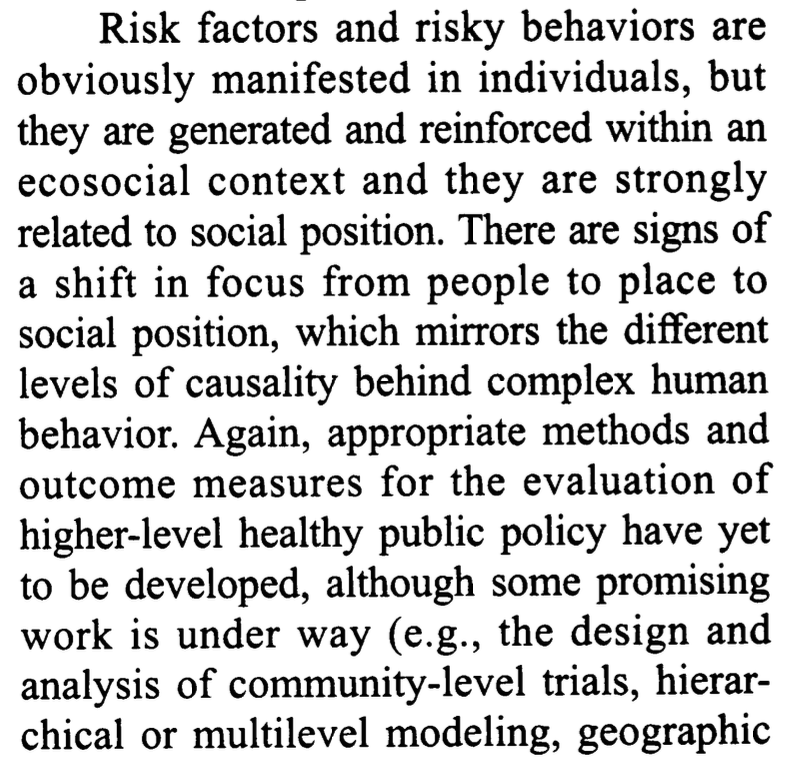 Risk factors and risky behaviors are
obviously manifested in individuals, but
they are generated and reinforced within an
ecosocial context and they are strongly
related to social position. There are signs of
a shift in focus from people to place to
social position, which mirrors the different
levels of causality behind complex human
behavior. Again, appropriate methods and
outcome measures for the evaluation of
higher-level healthy public policy have yet
to be developed, although some promising
work is under way (e.g., the design and
analysis of community-level trials, hierar-
chical or multilevel modeling, geographic